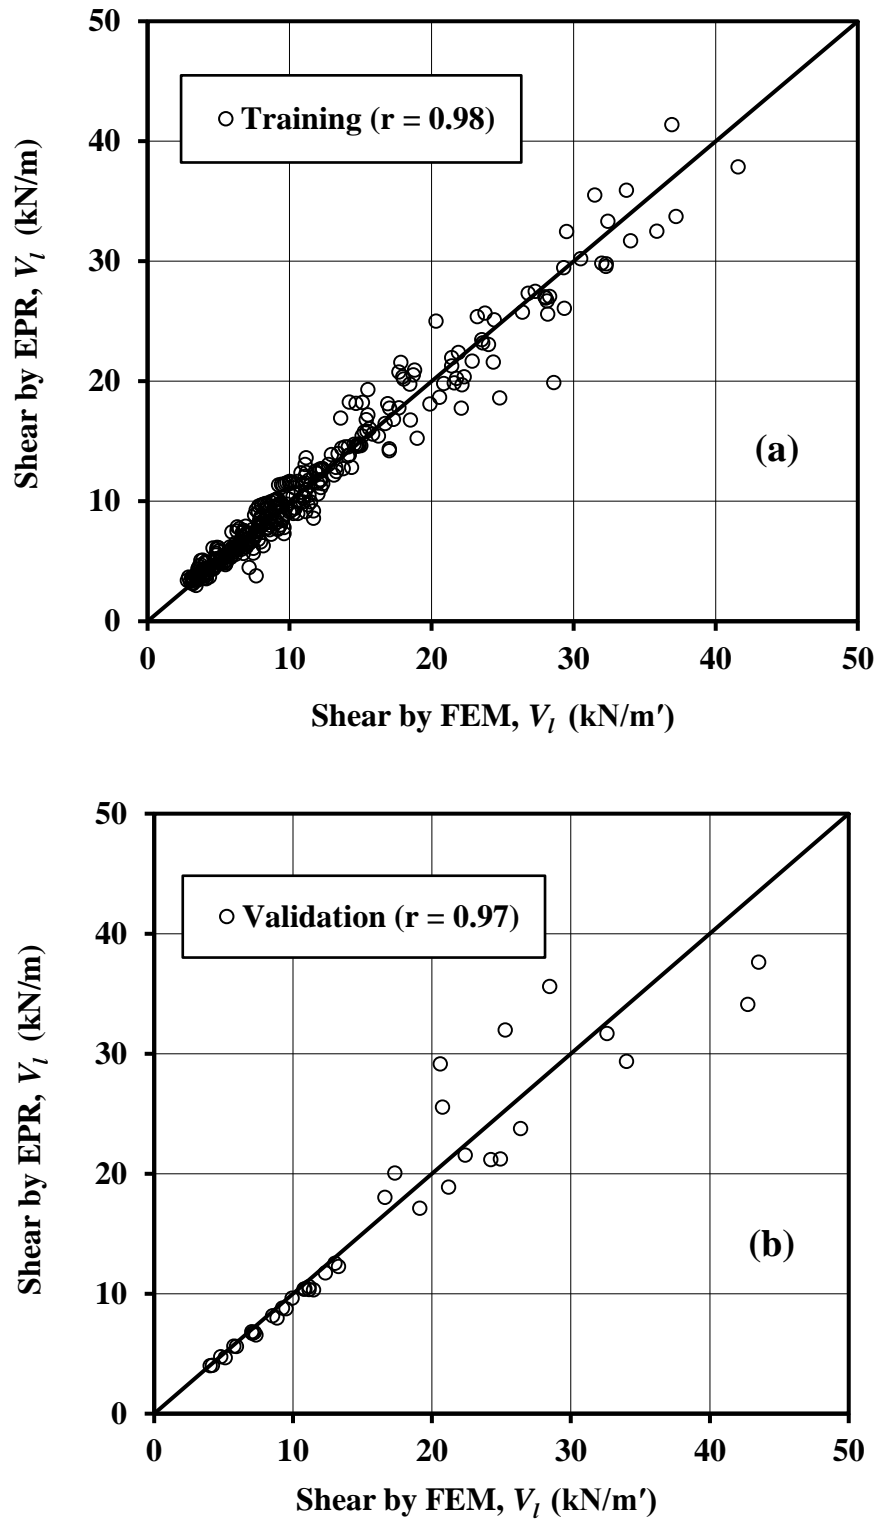 50
40
30
20
10
0
Shear by EPR, V_l (kN/m)
Training (r = 0.98)
(a)
0 10 20 30 40 50
Shear by FEM, V_l (kN/m′)
50
40
30
20
10
0
Shear by EPR, V_l (kN/m)
Validation (r = 0.97)
(b)
0 10 20 30 40 50
Shear by FEM, V_l (kN/m′)